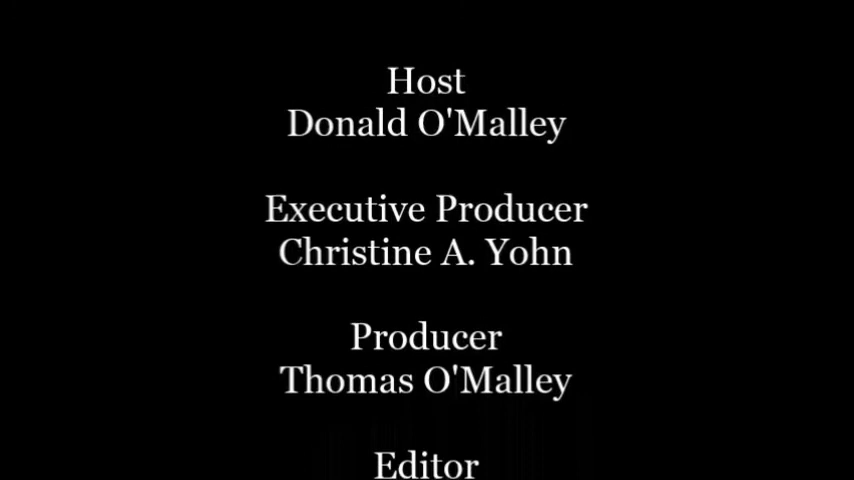 Host
Donald O'Malley
Executive Producer
Christine A. Yohn
Producer
Thomas O'Malley
Editor